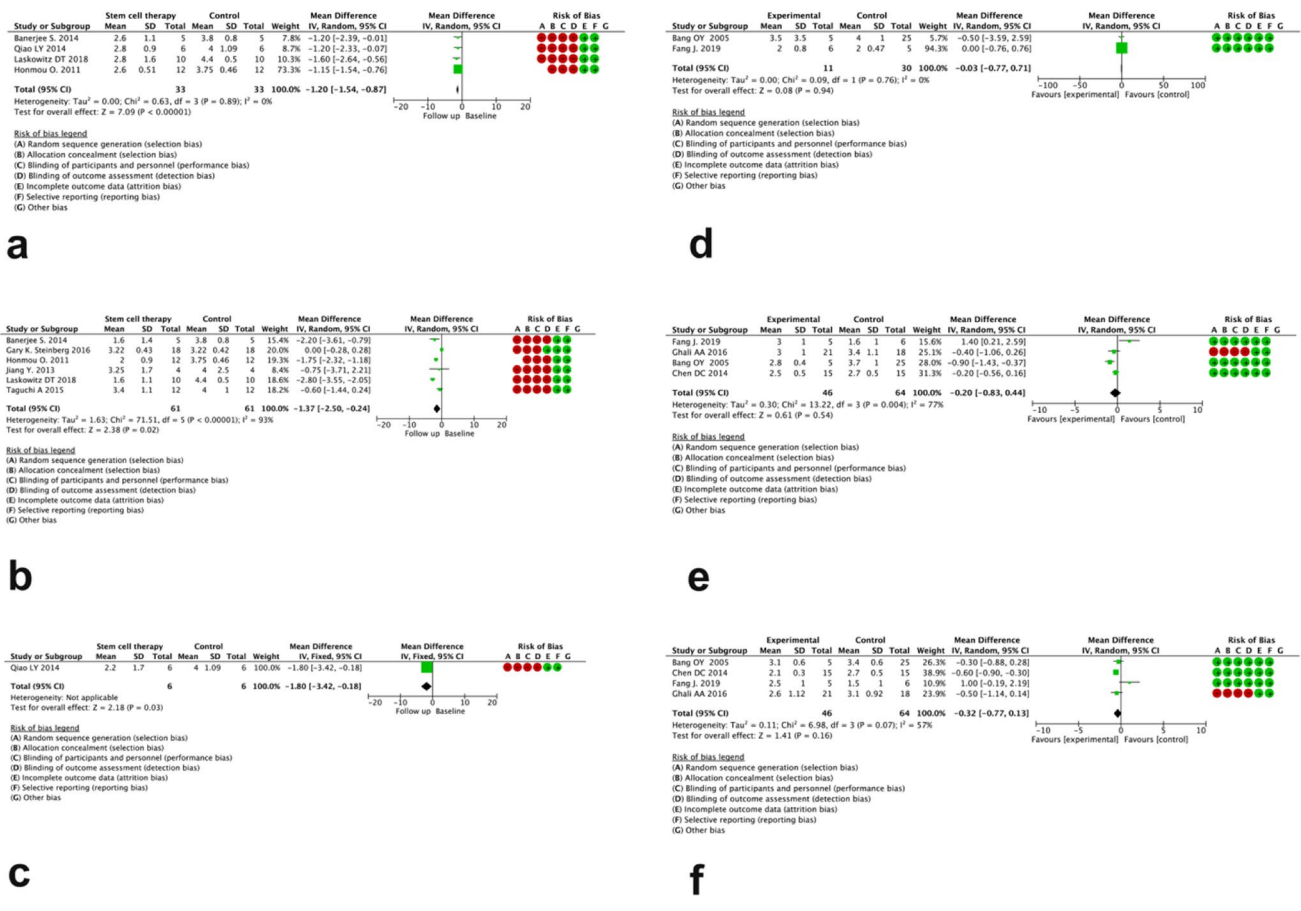 Stem cell therapy Control Mean Difference Mean Difference Risk of Bias
Study or Subgroup Mean SD Total Mean SD Total Weight IV, Random, 95% CI IV, Random, 95% CI A B C D E F G
Banerjee S. 2014 2.6 1.1 5 3.8 0.8 5 7.8% −1.20 [−2.39, −0.01]
Qiao LY 2014 2.8 0.9 6 4 1.09 6 8.7% −1.20 [−2.33, −0.07]
Laskowitz DT 2018 2.8 1.6 10 4.4 0.5 10 10.3% −1.60 [−2.64, −0.56]
Honmou O. 2011 2.6 0.51 12 3.75 0.46 12 73.3% −1.15 [−1.54, −0.76]
Total (95% CI) 33 33 100.0% −1.20 [−1.54, −0.87]
Heterogeneity: Tau² = 0.00; Chi² = 0.63, df = 3 (P = 0.89); I² = 0%
Test for overall effect: Z = 7.09 (P < 0.00001)
−20 −10 0 10 20
Follow up Baseline
Risk of bias legend
(A) Random sequence generation (selection bias)
(B) Allocation concealment (selection bias)
(C) Blinding of participants and personnel (performance bias)
(D) Blinding of outcome assessment (detection bias)
(E) Incomplete outcome data (attrition bias)
(F) Selective reporting (reporting bias)
(G) Other bias
a
Experimental Control Mean Difference Mean Difference Risk of Bias
Study or Subgroup Mean SD Total Mean SD Total Weight IV, Random, 95% CI IV, Random, 95% CI A B C D E F G
Bang OY 2005 3.5 3.5 5 4 1 25 5.7% −0.50 [−3.59, 2.59]
Fang J. 2019 2 0.8 6 2 0.47 5 94.3% 0.00 [−0.76, 0.76]
Total (95% CI) 11 30 100.0% −0.03 [−0.77, 0.71]
Heterogeneity: Tau² = 0.00; Chi² = 0.09, df = 1 (P = 0.76); I² = 0%
Test for overall effect: Z = 0.08 (P = 0.94)
−100 −50 0 50 100
Favours [experimental] Favours [control]
Risk of bias legend
(A) Random sequence generation (selection bias)
(B) Allocation concealment (selection bias)
(C) Blinding of participants and personnel (performance bias)
(D) Blinding of outcome assessment (detection bias)
(E) Incomplete outcome data (attrition bias)
(F) Selective reporting (reporting bias)
(G) Other bias
d
Stem cell therapy Control Mean Difference Mean Difference Risk of Bias
Study or Subgroup Mean SD Total Mean SD Total Weight IV, Random, 95% CI IV, Random, 95% CI A B C D E F G
Banerjee S. 2014 1.6 1.4 5 3.8 0.8 5 15.4% −2.20 [−3.61, −0.79]
Gary K. Steinberg 2016 3.22 0.43 18 3.22 0.42 18 20.0% 0.00 [−0.28, 0.28]
Honmou O. 2011 2 0.9 12 3.75 0.46 12 19.3% −1.75 [−2.32, −1.18]
Jiang Y. 2013 3.25 1.7 4 4 2.5 4 8.4% −0.75 [−3.71, 2.21]
Laskowitz DT 2018 1.6 1.1 10 4.4 0.5 10 18.6% −2.80 [−3.55, −2.05]
Taguchi A 2015 3.4 1.1 12 4 1 12 18.2% −0.60 [−1.44, 0.24]
Total (95% CI) 61 61 100.0% −1.37 [−2.50, −0.24]
Heterogeneity: Tau² = 1.63; Chi² = 71.51, df = 5 (P < 0.00001); I² = 93%
Test for overall effect: Z = 2.38 (P = 0.02)
−20 −10 0 10 20
Follow up Baseline
Risk of bias legend
(A) Random sequence generation (selection bias)
(B) Allocation concealment (selection bias)
(C) Blinding of participants and personnel (performance bias)
(D) Blinding of outcome assessment (detection bias)
(E) Incomplete outcome data (attrition bias)
(F) Selective reporting (reporting bias)
(G) Other bias
b
Experimental Control Mean Difference Mean Difference Risk of Bias
Study or Subgroup Mean SD Total Mean SD Total Weight IV, Random, 95% CI IV, Random, 95% CI A B C D E F G
Fang J. 2019 3 1 5 1.6 1 6 15.6% 1.40 [0.21, 2.59]
Ghali AA 2016 3 1 21 3.4 1.1 18 25.1% −0.40 [−1.06, 0.26]
Bang OY 2005 2.8 0.4 5 3.7 1 25 28.0% −0.90 [−1.43, −0.37]
Chen DC 2014 2.5 0.5 15 2.7 0.5 15 31.3% −0.20 [−0.56, 0.16]
Total (95% CI) 46 64 100.0% −0.20 [−0.83, 0.44]
Heterogeneity: Tau² = 0.30; Chi² = 13.22, df = 3 (P = 0.004); I² = 77%
Test for overall effect: Z = 0.61 (P = 0.54)
−10 −5 0 5 10
Favours [experimental] Favours [control]
Risk of bias legend
(A) Random sequence generation (selection bias)
(B) Allocation concealment (selection bias)
(C) Blinding of participants and personnel (performance bias)
(D) Blinding of outcome assessment (detection bias)
(E) Incomplete outcome data (attrition bias)
(F) Selective reporting (reporting bias)
(G) Other bias
e
Stem cell therapy Control Mean Difference Mean Difference Risk of Bias
Study or Subgroup Mean SD Total Mean SD Total Weight IV, Fixed, 95% CI IV, Fixed, 95% CI A B C D E F G
Qiao LY 2014 2.2 1.7 6 4 1.09 6 100.0% −1.80 [−3.42, −0.18]
Total (95% CI) 6 6 100.0% −1.80 [−3.42, −0.18]
Heterogeneity: Not applicable
Test for overall effect: Z = 2.18 (P = 0.03)
−20 −10 0 10 20
Follow up Baseline
Risk of bias legend
(A) Random sequence generation (selection bias)
(B) Allocation concealment (selection bias)
(C) Blinding of participants and personnel (performance bias)
(D) Blinding of outcome assessment (detection bias)
(E) Incomplete outcome data (attrition bias)
(F) Selective reporting (reporting bias)
(G) Other bias
c
Experimental Control Mean Difference Mean Difference Risk of Bias
Study or Subgroup Mean SD Total Mean SD Total Weight IV, Random, 95% CI IV, Random, 95% CI A B C D E F G
Bang OY 2005 3.1 0.6 5 3.4 0.6 25 26.3% −0.30 [−0.88, 0.28]
Chen DC 2014 2.1 0.3 15 2.7 0.5 15 38.9% −0.60 [−0.90, −0.30]
Fang J. 2019 2.5 1 5 1.5 1 6 10.9% 1.00 [−0.19, 2.19]
Ghali AA 2016 2.6 1.12 21 3.1 0.92 18 23.9% −0.50 [−1.14, 0.14]
Total (95% CI) 46 64 100.0% −0.32 [−0.77, 0.13]
Heterogeneity: Tau² = 0.11; Chi² = 6.98, df = 3 (P = 0.07); I² = 57%
Test for overall effect: Z = 1.41 (P = 0.16)
−10 −5 0 5 10
Favours [experimental] Favours [control]
Risk of bias legend
(A) Random sequence generation (selection bias)
(B) Allocation concealment (selection bias)
(C) Blinding of participants and personnel (performance bias)
(D) Blinding of outcome assessment (detection bias)
(E) Incomplete outcome data (attrition bias)
(F) Selective reporting (reporting bias)
(G) Other bias
f